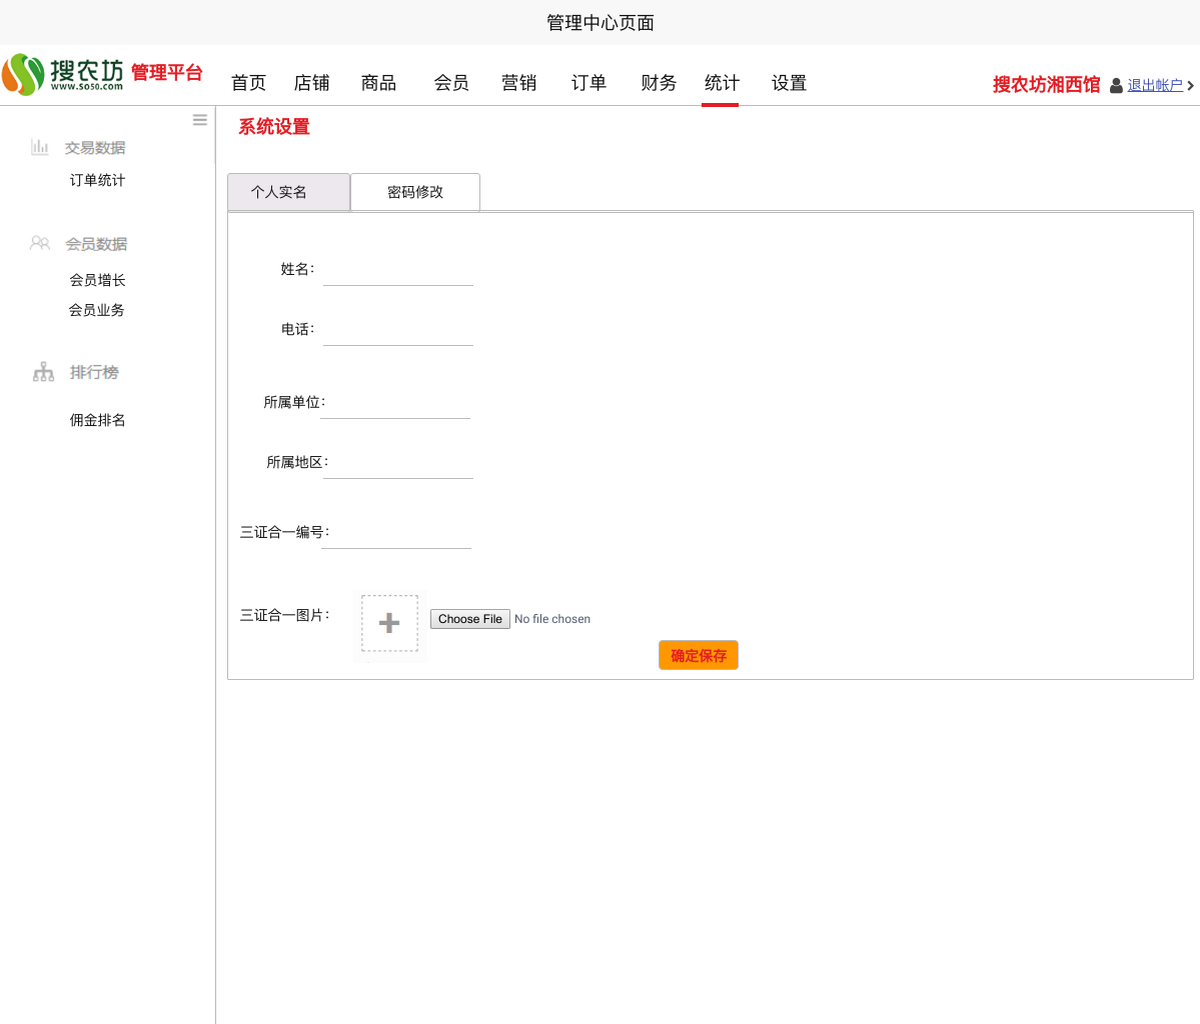 管理中心页面
搜农坊 管理平台
www.so50.com
首页 店铺 商品 会员 营销 订单 财务 统计 设置
搜农坊湘西馆 退出帐户
系统设置
交易数据
订单统计
会员数据
会员增长
会员业务
排行榜
佣金排名
个人实名 密码修改
姓名：
电话：
所属单位：
所属地区：
三证合一编号：
三证合一图片： Choose File No file chosen
确定保存